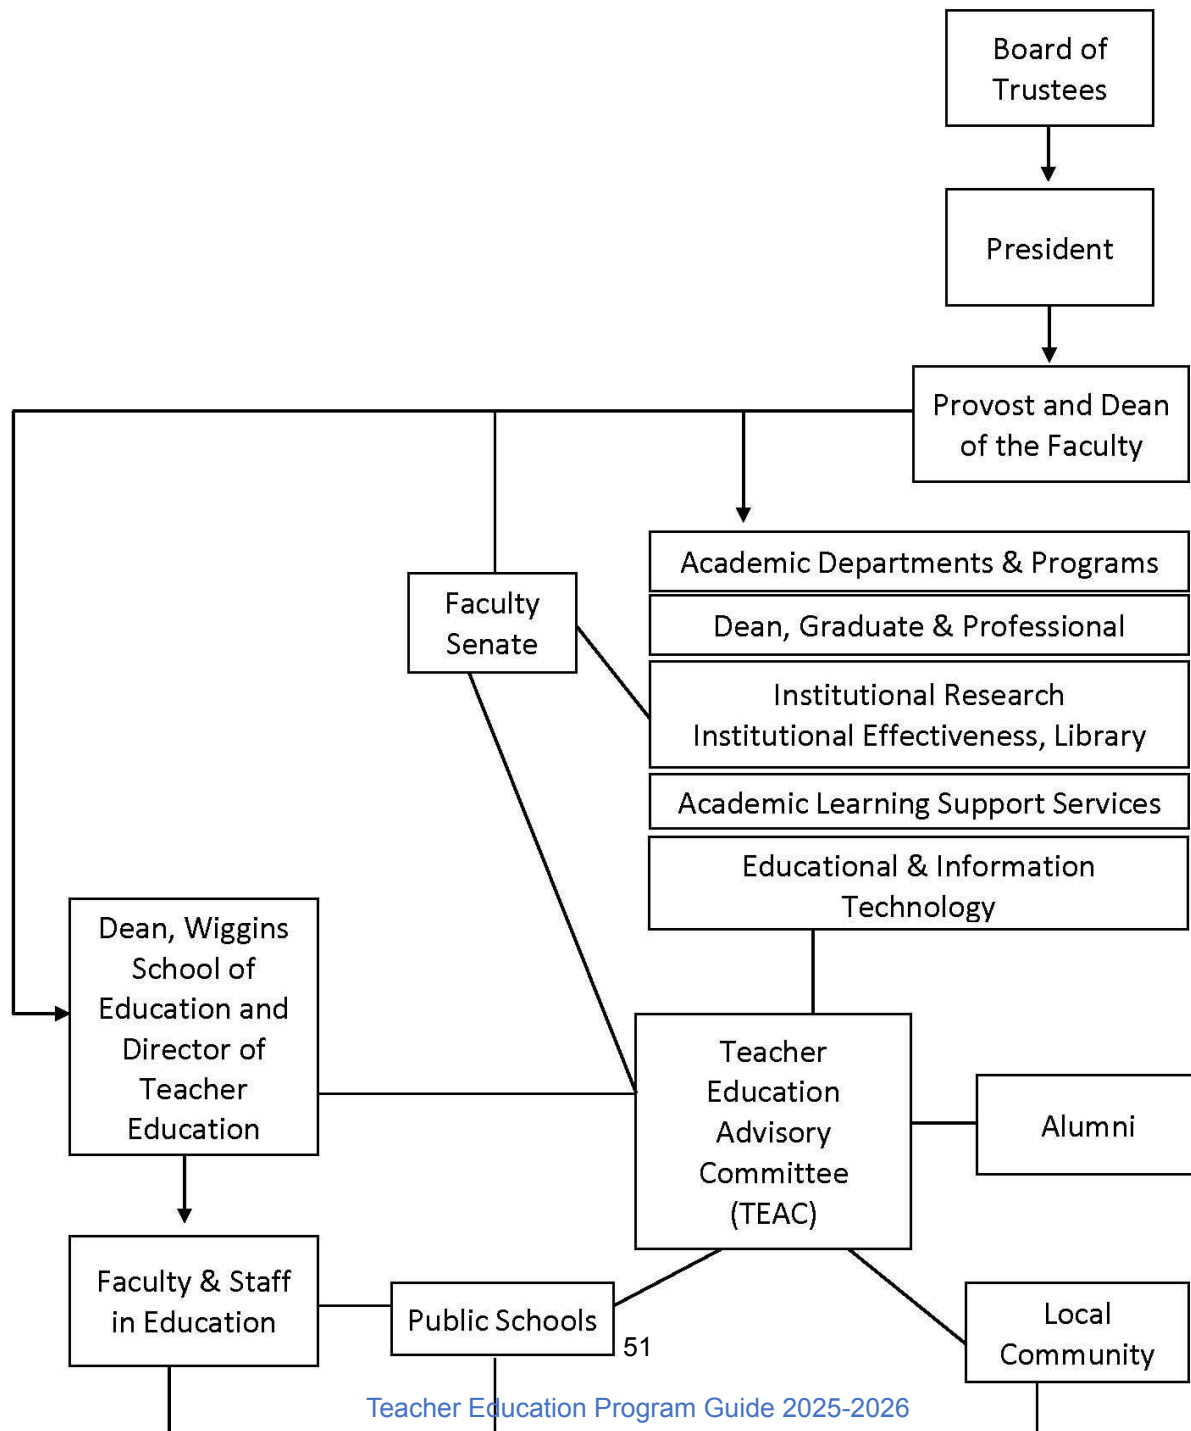 Board of
Trustees
President
Provost and Dean
of the Faculty
Academic Departments & Programs
Faculty
Senate
Dean, Graduate & Professional
Institutional Research
Institutional Effectiveness, Library
Academic Learning Support Services
Educational & Information
Technology
Dean, Wiggins
School of
Education and
Director of
Teacher
Education
Teacher
Education
Advisory
Committee
(TEAC)
Alumni
Faculty & Staff
in Education
Public Schools
Local
Community
51
Teacher Education Program Guide 2025-2026